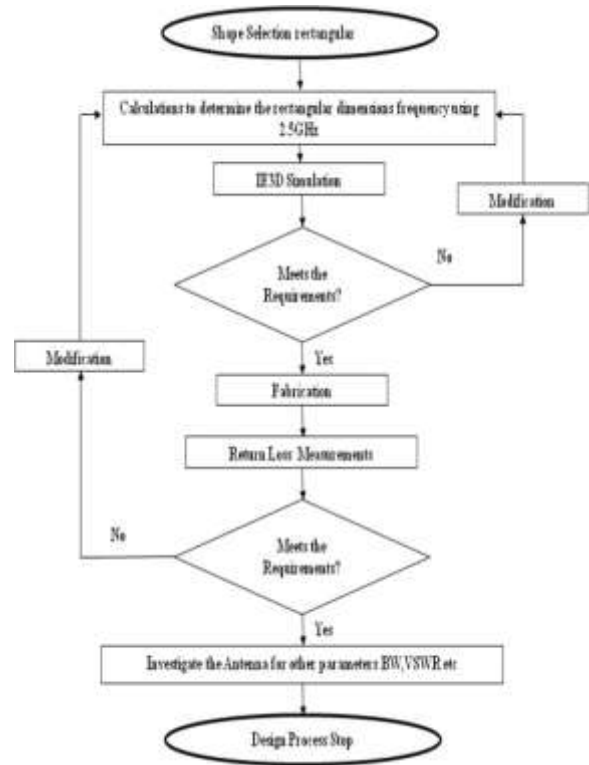 Shape Selection rectangular
Calculations to determine the rectangular dimensions frequency using
2.5GHz
IE3D Simulation
Modification
No
Meets the
Requirements?
Modification
Yes
Fabrication
Return Loss Measurements
No
Meets the
Requirements?
Yes
Investigate the Antenna for other parameters BW,VSWR etc
Design Process Stop